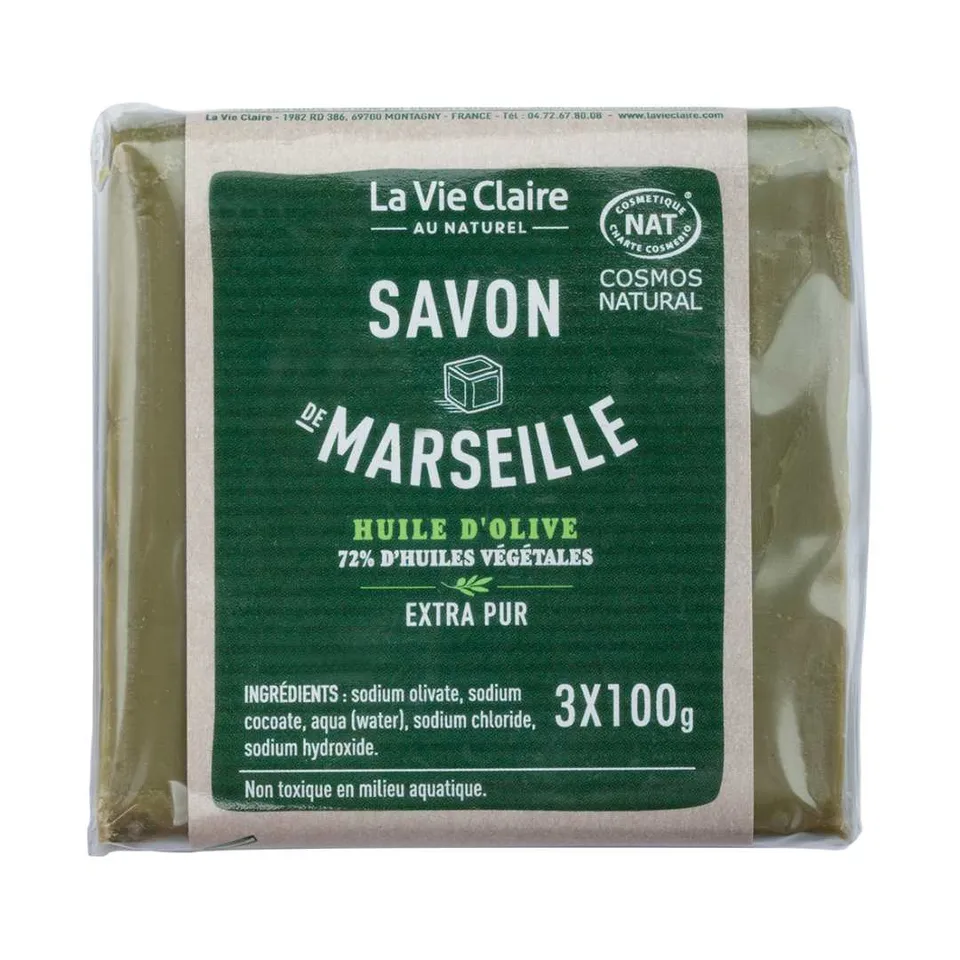 La Vie Claire - 1982 RD 386, 69700 MONTAGNY - FRANCE - Tél : 04.72.67.80.08 - www.lavieclaire.com
La Vie Claire
AU NATUREL
COSMETIQUE
NAT
®
CHARTE COSMEBIO
COSMOS
NATURAL
SAVON
DE MARSEILLE
HUILE D'OLIVE
72% D'HUILES VÉGÉTALES
EXTRA PUR
INGRÉDIENTS : sodium olivate, sodium
cocoate, aqua (water), sodium chloride,
sodium hydroxide.
3X100g
Non toxique en milieu aquatique.